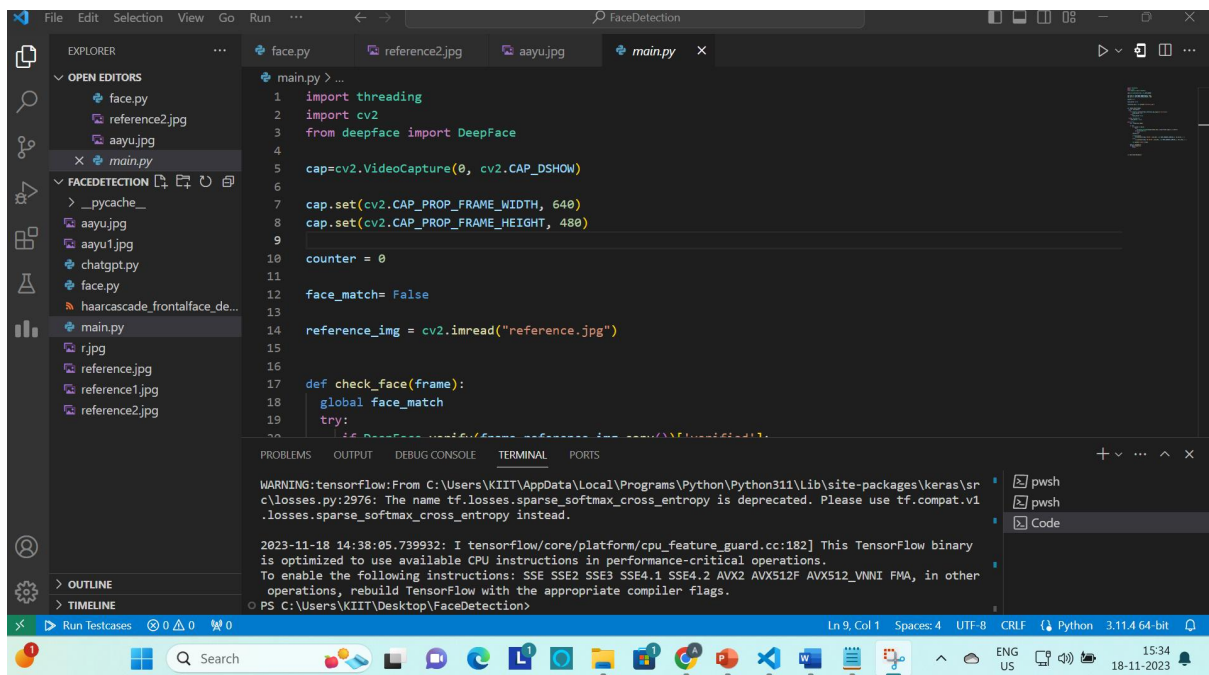 File Edit Selection View Go Run ··· FaceDetection
EXPLORER
OPEN EDITORS
face.py
reference2.jpg
aayu.jpg
main.py
FACEDETECTION
__pycache__
aayu.jpg
aayu1.jpg
chatgpt.py
face.py
haarcascade_frontalface_de...
main.py
r.jpg
reference.jpg
reference1.jpg
reference2.jpg
OUTLINE
TIMELINE
face.py reference2.jpg aayu.jpg main.py
main.py > ...
1 import threading
2 import cv2
3 from deepface import DeepFace
4
5 cap=cv2.VideoCapture(0, cv2.CAP_DSHOW)
6
7 cap.set(cv2.CAP_PROP_FRAME_WIDTH, 640)
8 cap.set(cv2.CAP_PROP_FRAME_HEIGHT, 480)
9
10 counter = 0
11
12 face_match= False
13
14 reference_img = cv2.imread("reference.jpg")
15
16
17 def check_face(frame):
18 global face_match
19 try:
PROBLEMS OUTPUT DEBUG CONSOLE TERMINAL PORTS
WARNING:tensorflow:From C:\Users\KIIT\AppData\Local\Programs\Python\Python311\Lib\site-packages\keras\sr
c\losses.py:2976: The name tf.losses.sparse_softmax_cross_entropy is deprecated. Please use tf.compat.v1
.losses.sparse_softmax_cross_entropy instead.
2023-11-18 14:38:05.739932: I tensorflow/core/platform/cpu_feature_guard.cc:182] This TensorFlow binary
is optimized to use available CPU instructions in performance-critical operations.
To enable the following instructions: SSE SSE2 SSE3 SSE4.1 SSE4.2 AVX2 AVX512F AVX512_VNNI FMA, in other
operations, rebuild TensorFlow with the appropriate compiler flags.
PS C:\Users\KIIT\Desktop\FaceDetection>
pwsh
pwsh
Code
Run Testcases 0 0 0 Ln 9, Col 1 Spaces: 4 UTF-8 CRLF Python 3.11.4 64-bit
1 Search ENG 15:34
US 18-11-2023